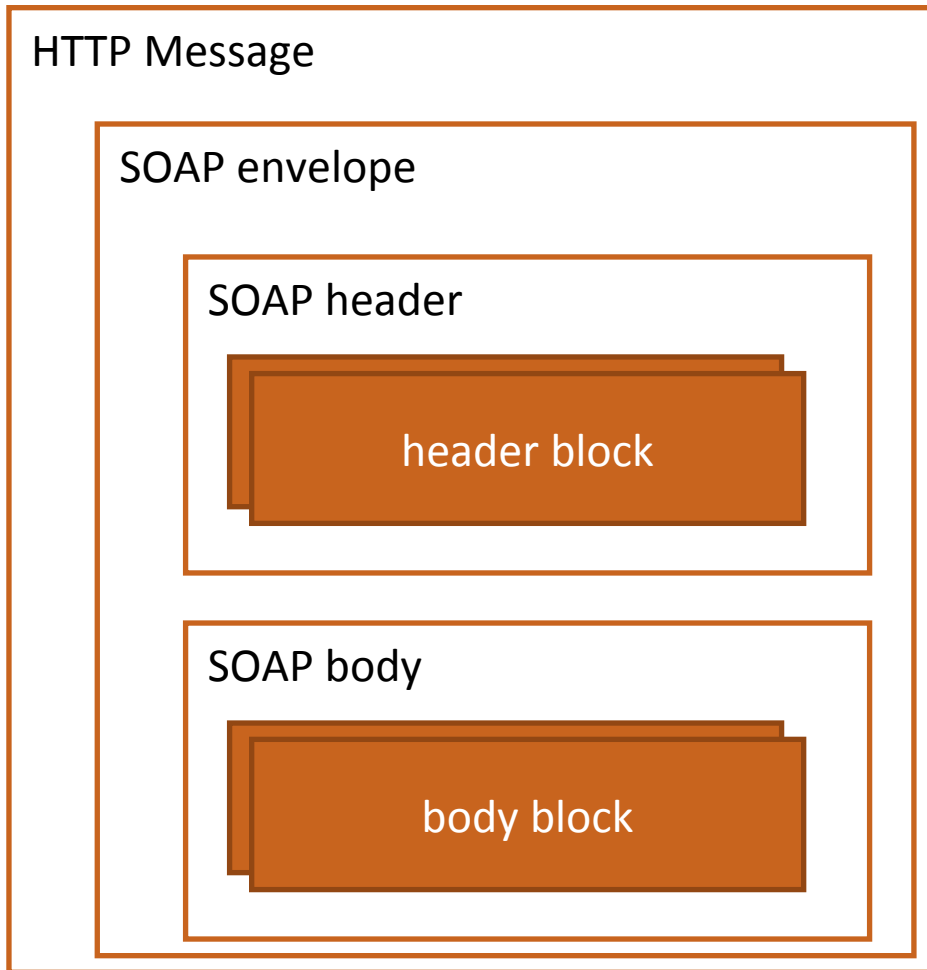 HTTP Message
SOAP envelope
SOAP header
header block
SOAP body
body block